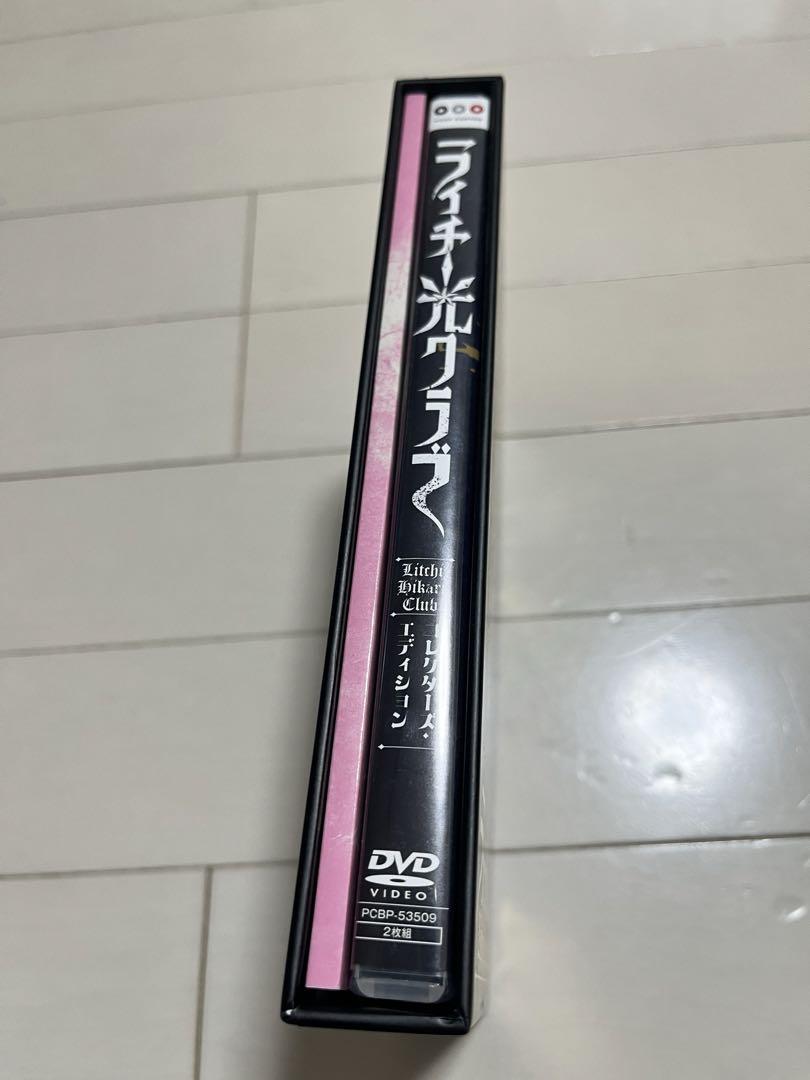 ライチ☆光クラブ
Litchi
Hikari
Club
コレクターズ・
エディション
DVD
VIDEO
PCBP-53509
2枚組